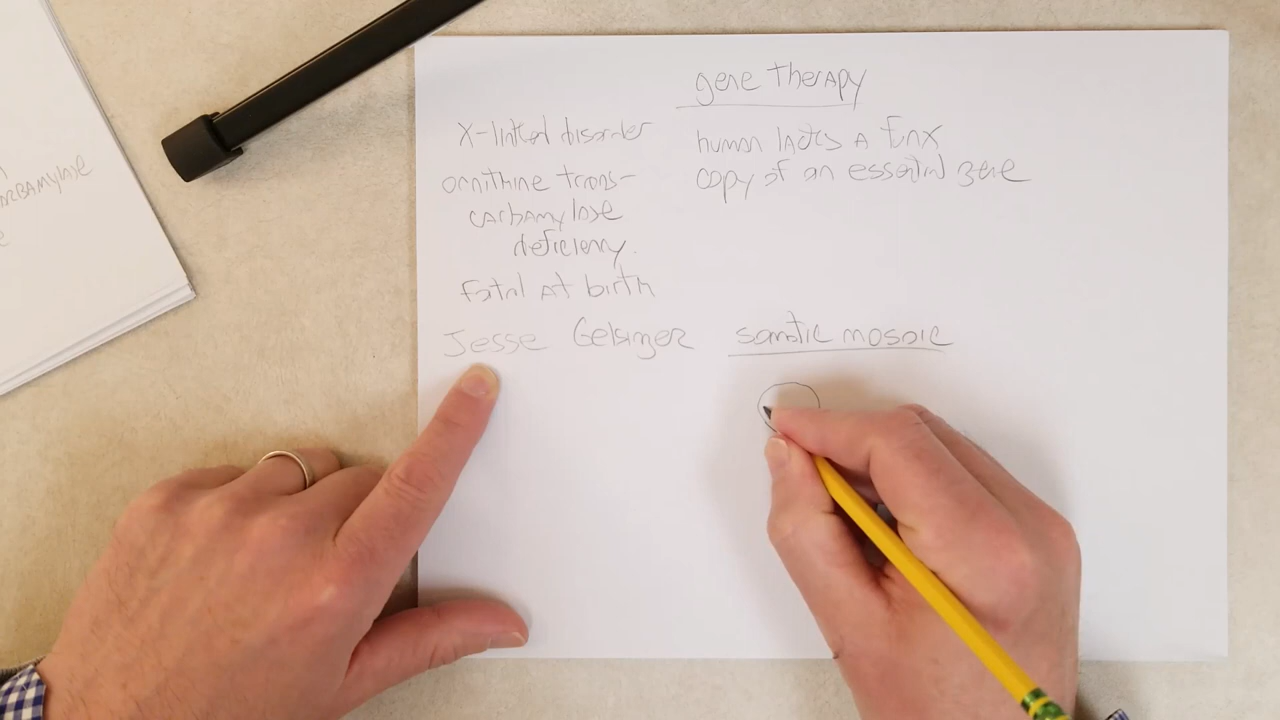 gene Therapy
X-linked disorder
ornithine trans-
carbamylase
deficiency.
fatal at birth
Jesse Gelsinger
human lacks a fxnx
copy of an essential gene
somatic mosaic